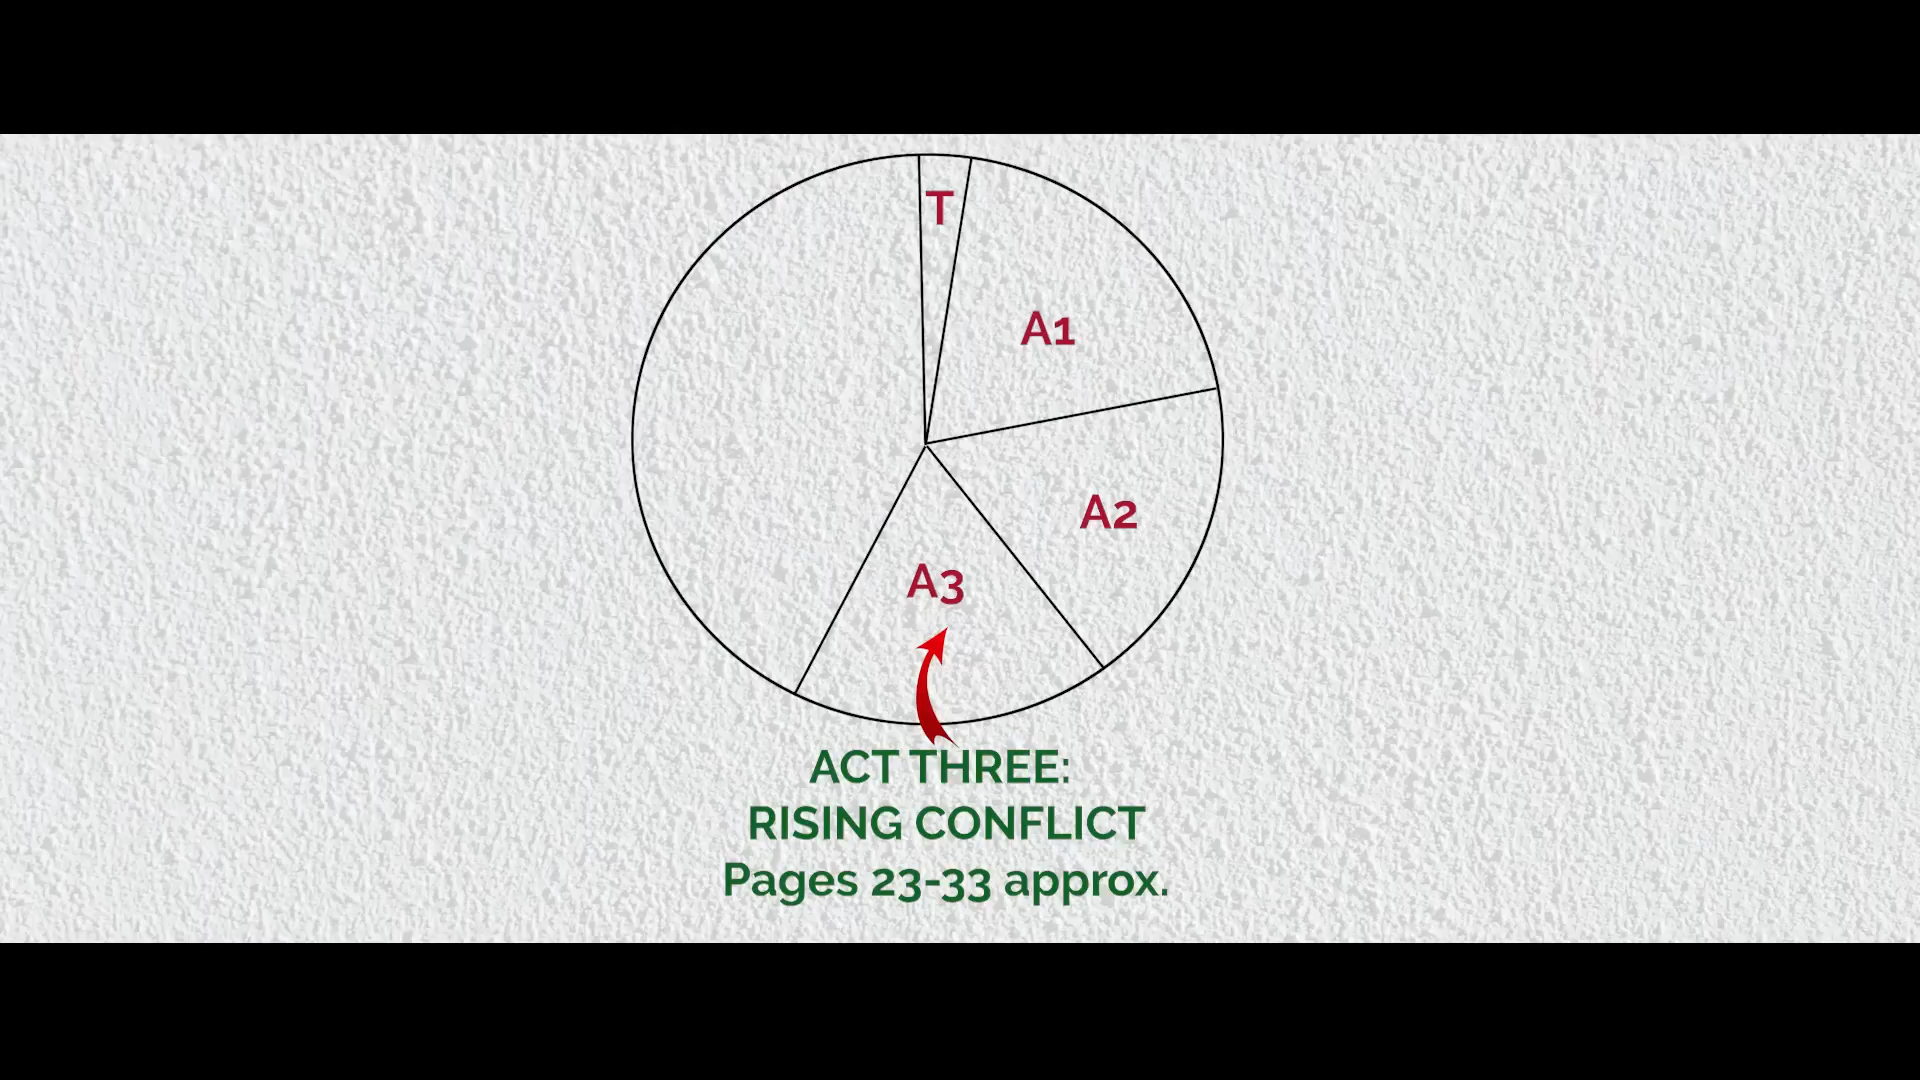 T
A1
A2
A3
ACT THREE:
RISING CONFLICT
Pages 23-33 approx.